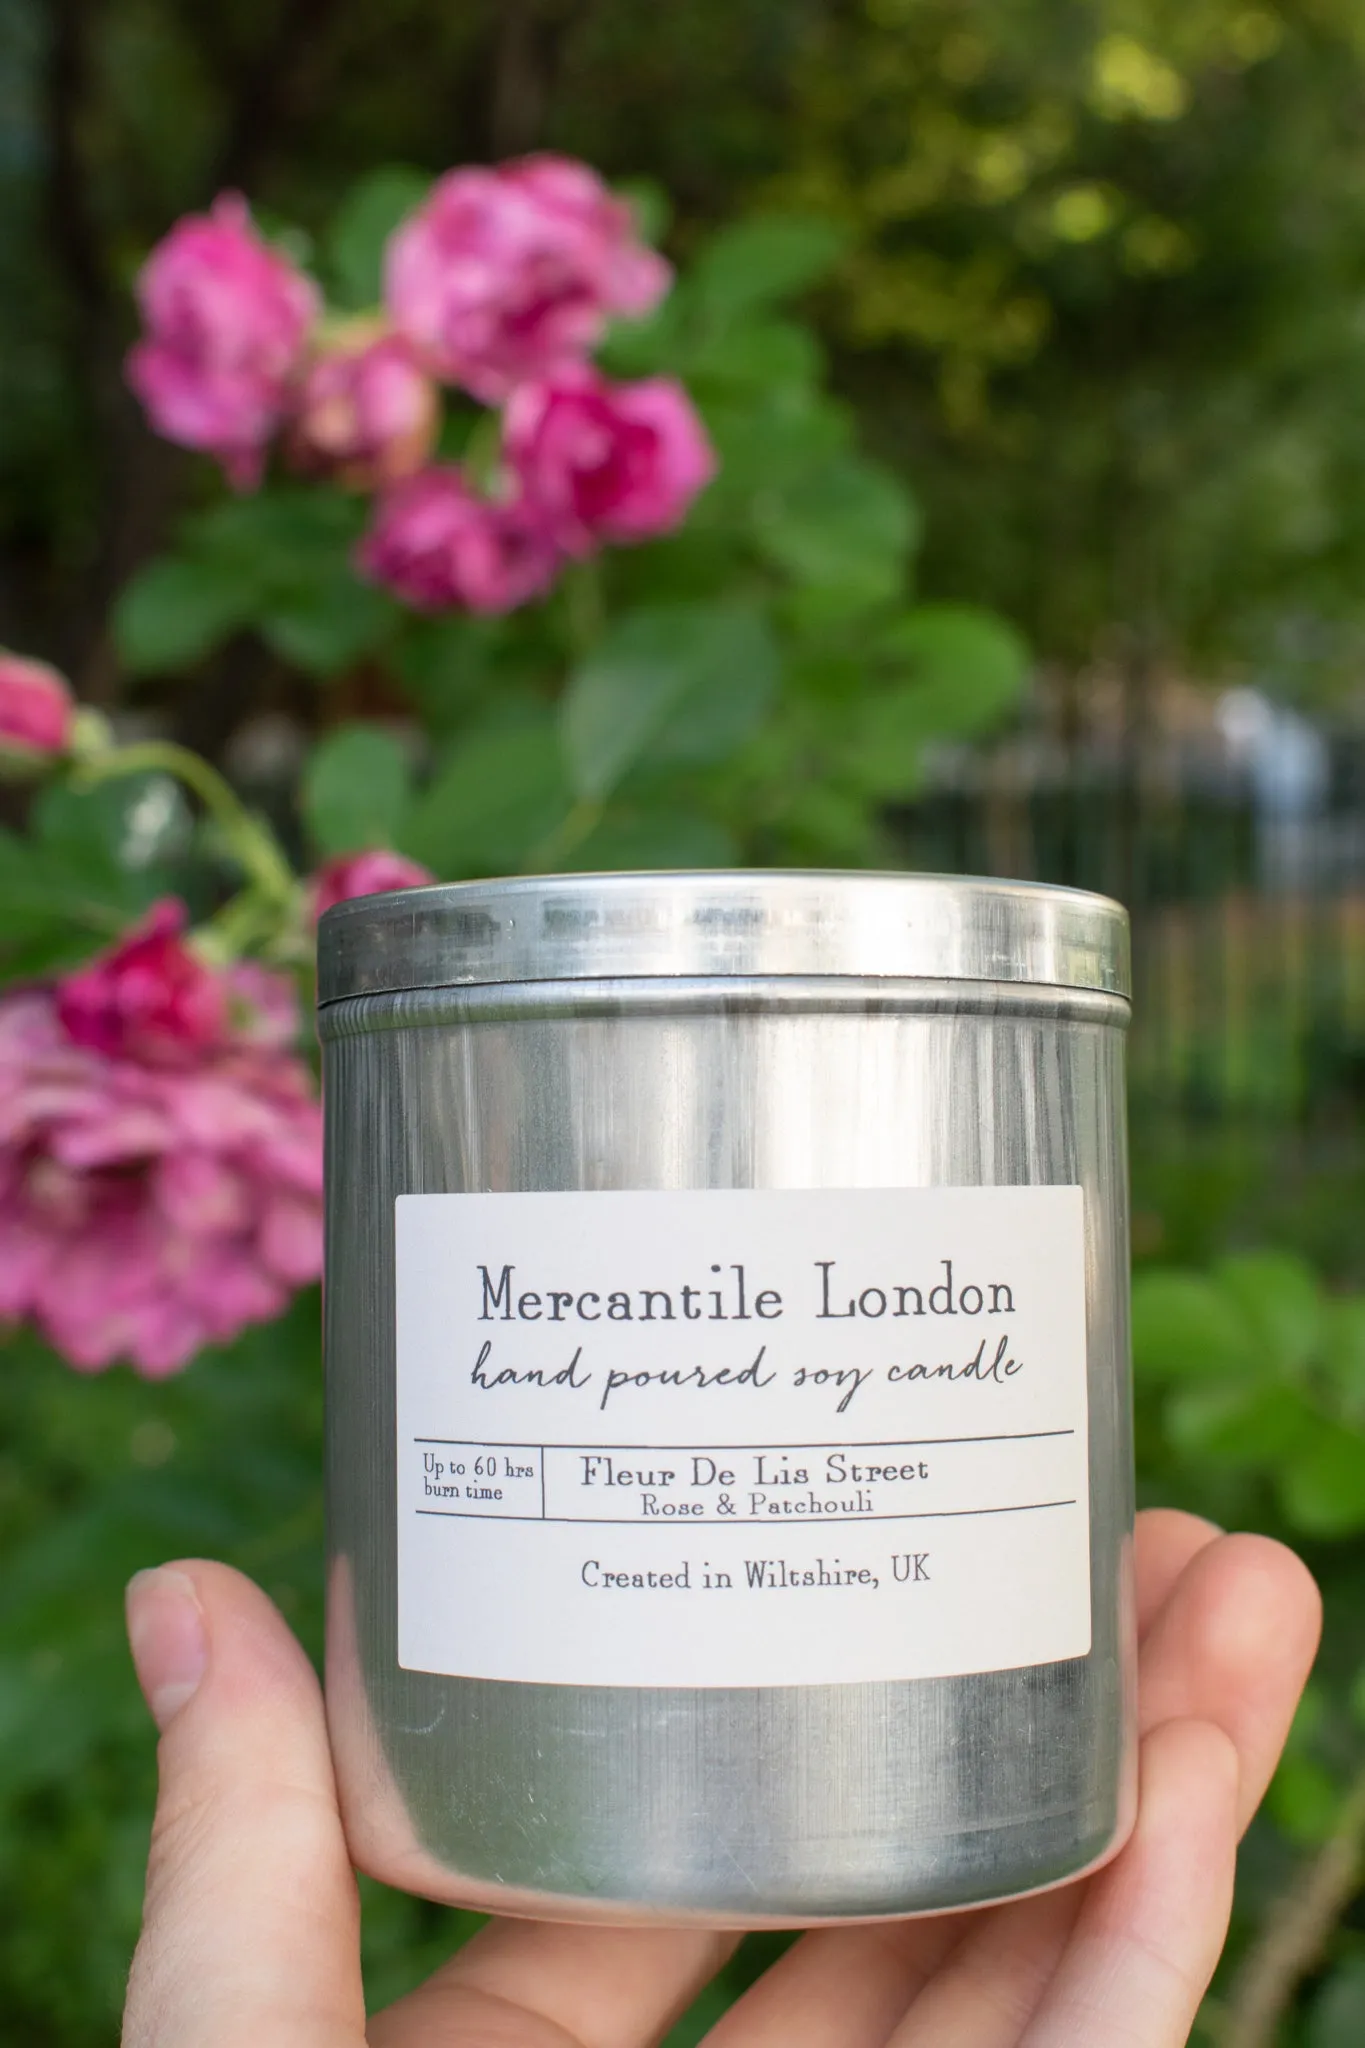 Mercantile London
hand poured soy candle
Up to 60 hrs
burn time
Fleur De Lis Street
Rose & Patchouli
Created in Wiltshire, UK